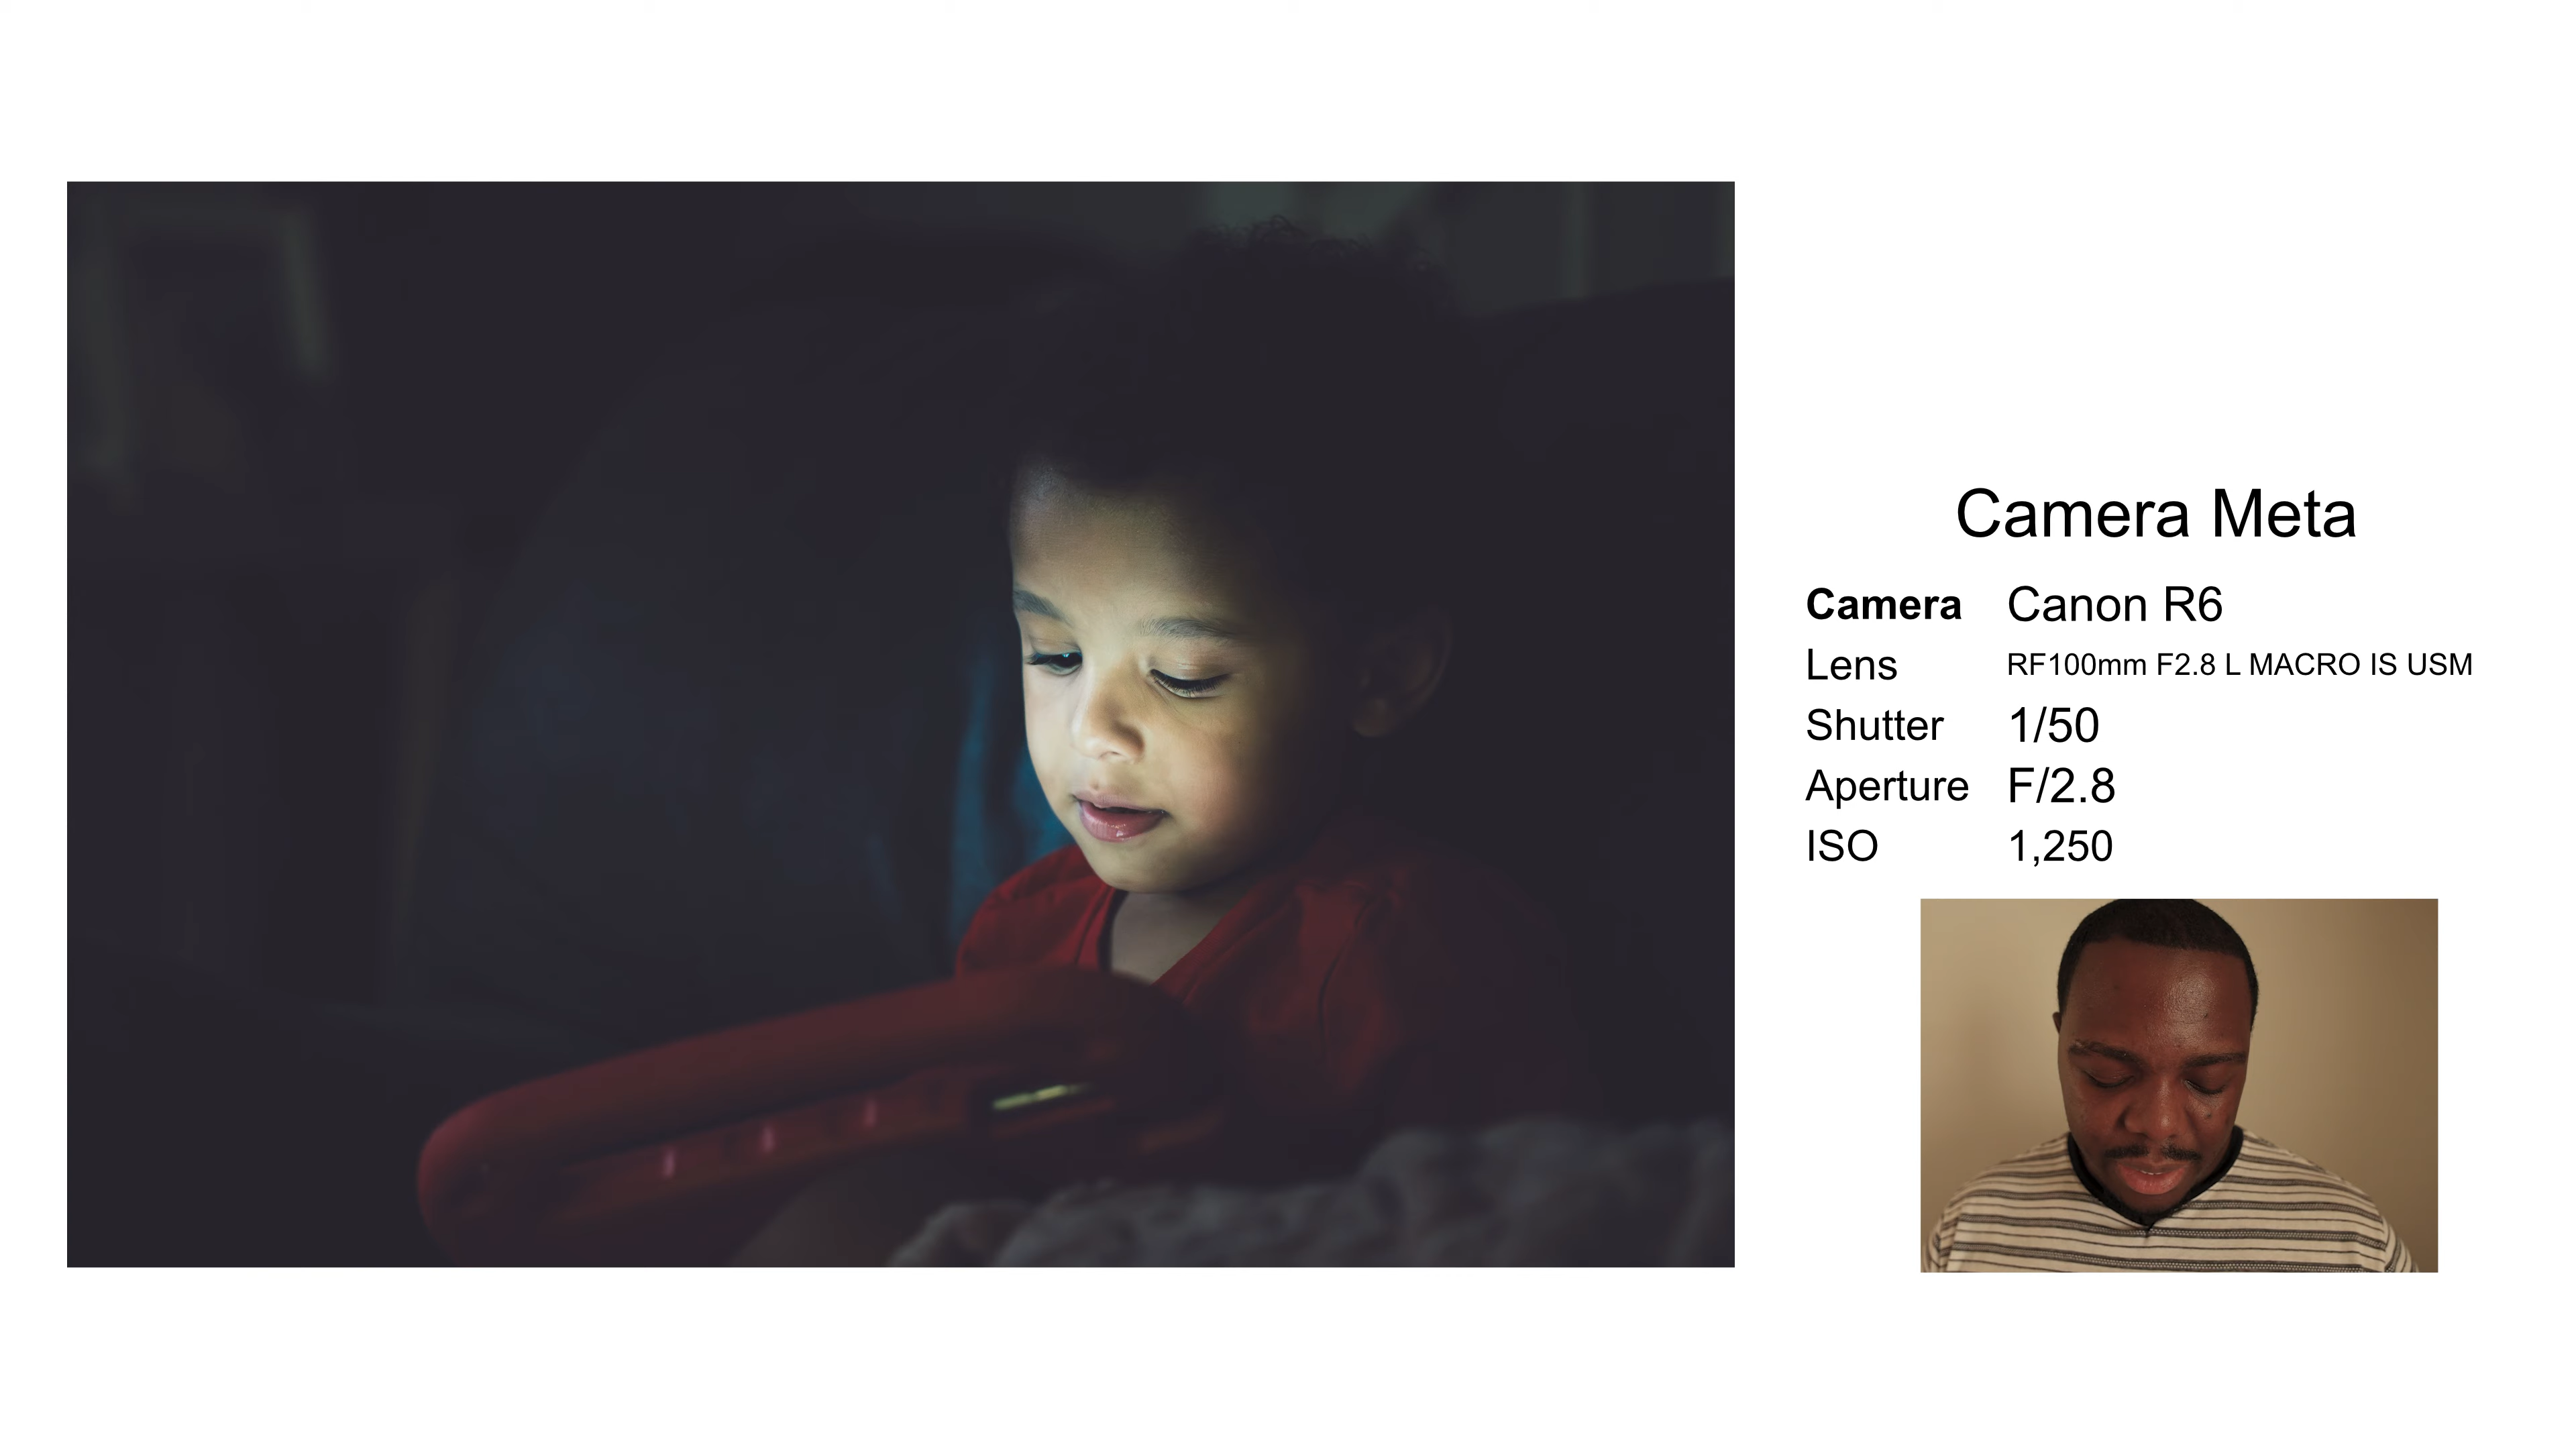 Camera Meta
Camera Canon R6
Lens RF100mm F2.8 L MACRO IS USM
Shutter 1/50
Aperture F/2.8
ISO 1,250